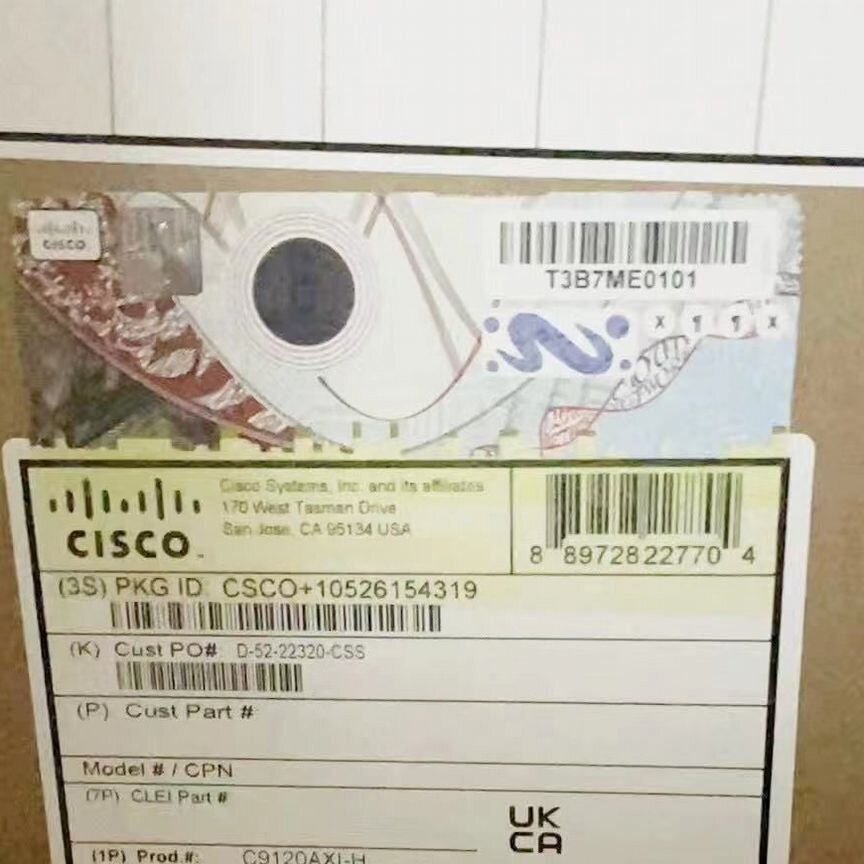 CISCO
T3B7ME0101
X ¶ ¶ X
CISCO
Cisco Systems, Inc. and its affiliates
170 West Tasman Drive
San Jose, CA 95134 USA
8 8972822770 4
(3S) PKG ID: CSCO+10526154319
(K) Cust PO#: D-52-22320-CSS
(P) Cust Part #
Model # / CPN
(7P) CLEI Part #
UK
CA
(1P) Prod.#: C9120AXI-H